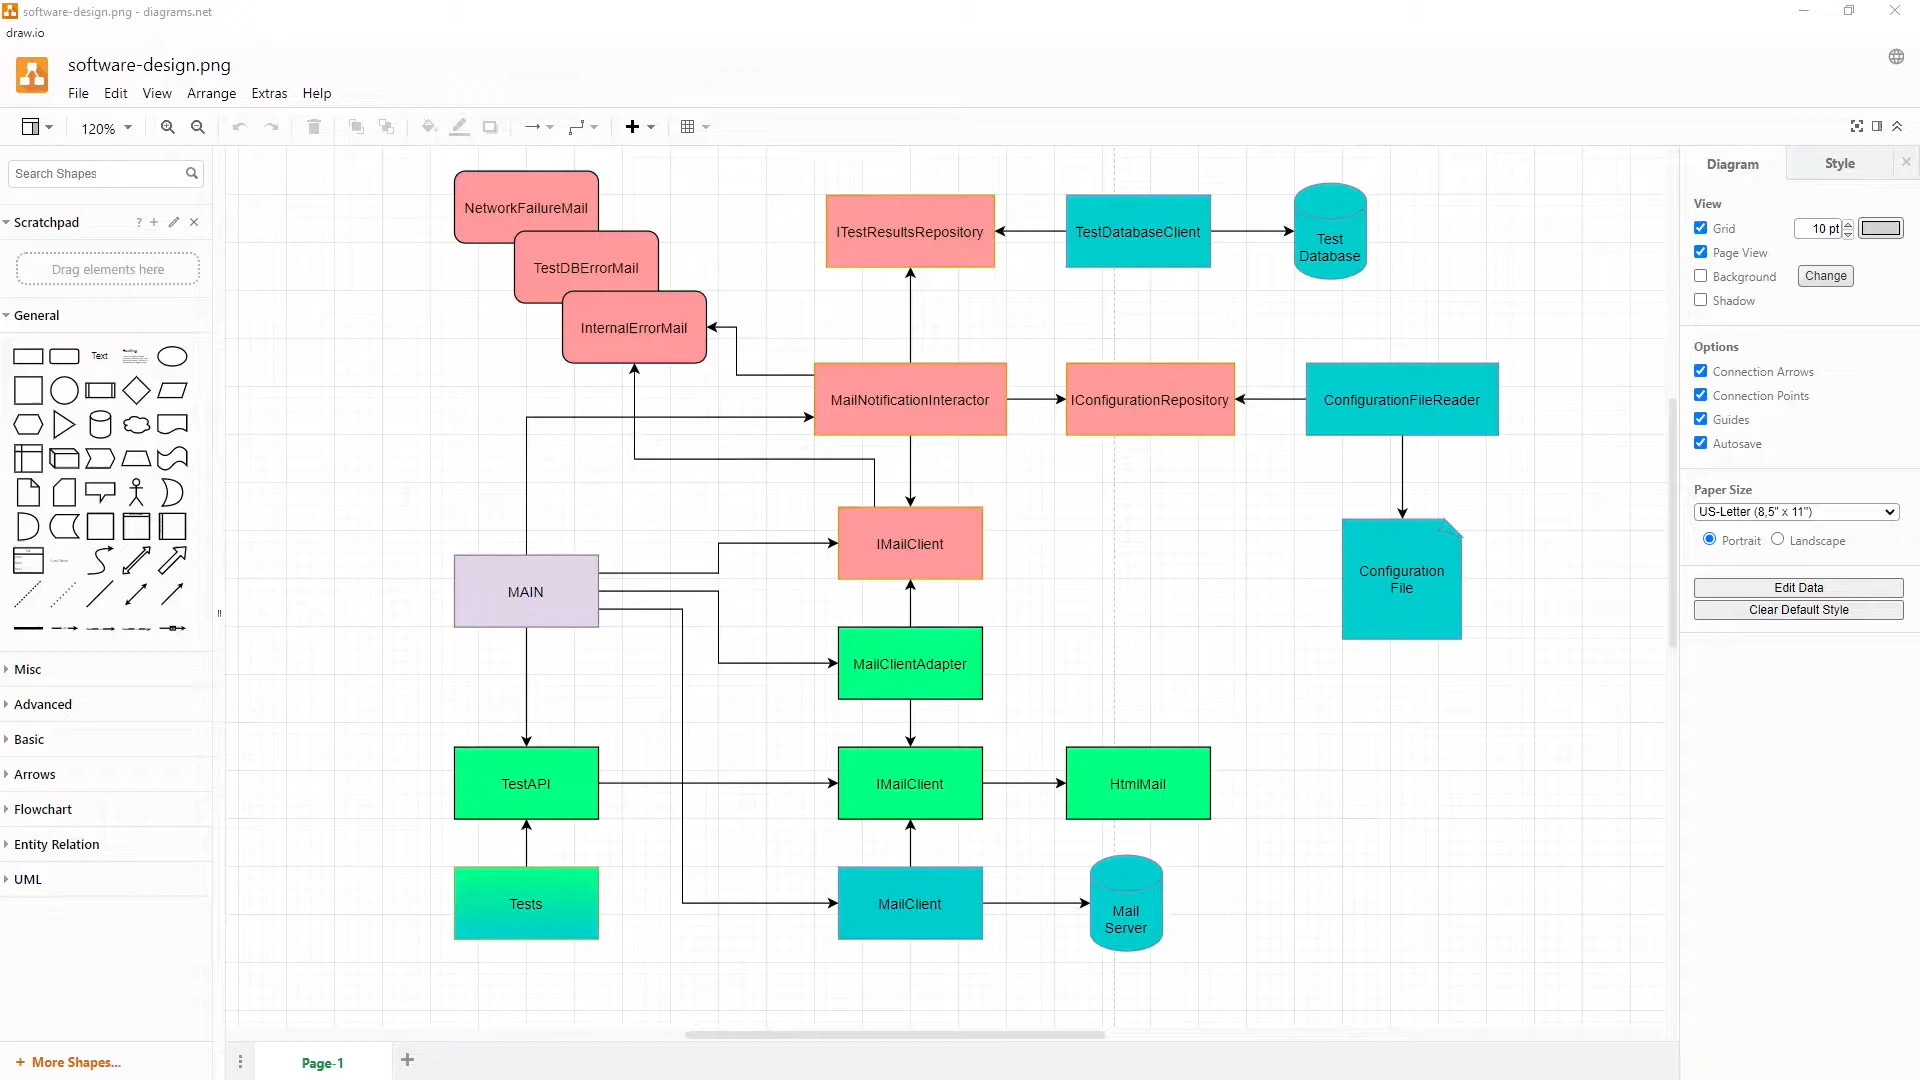 software-design.png - diagrams.net
draw.io
software-design.png
File Edit View Arrange Extras Help
120%
Search Shapes
Scratchpad
?
Drag elements here
General
Text
Misc
Advanced
Basic
Arrows
Flowchart
Entity Relation
UML
+ More Shapes...
NetworkFailureMail
TestDBErrorMail
InternalErrorMail
ITestResultsRepository
TestDatabaseClient
Test
Database
MailNotificationInteractor
IConfigurationRepository
ConfigurationFileReader
IMailClient
Configuration
File
MAIN
MailClientAdapter
TestAPI
IMailClient
HtmlMail
Tests
MailClient
Mail
Server
Page-1
Diagram
Style
View
Grid
10 pt
Page View
Background
Change
Shadow
Options
Connection Arrows
Connection Points
Guides
Autosave
Paper Size
US-Letter (8,5" x 11")
Portrait
Landscape
Edit Data
Clear Default Style